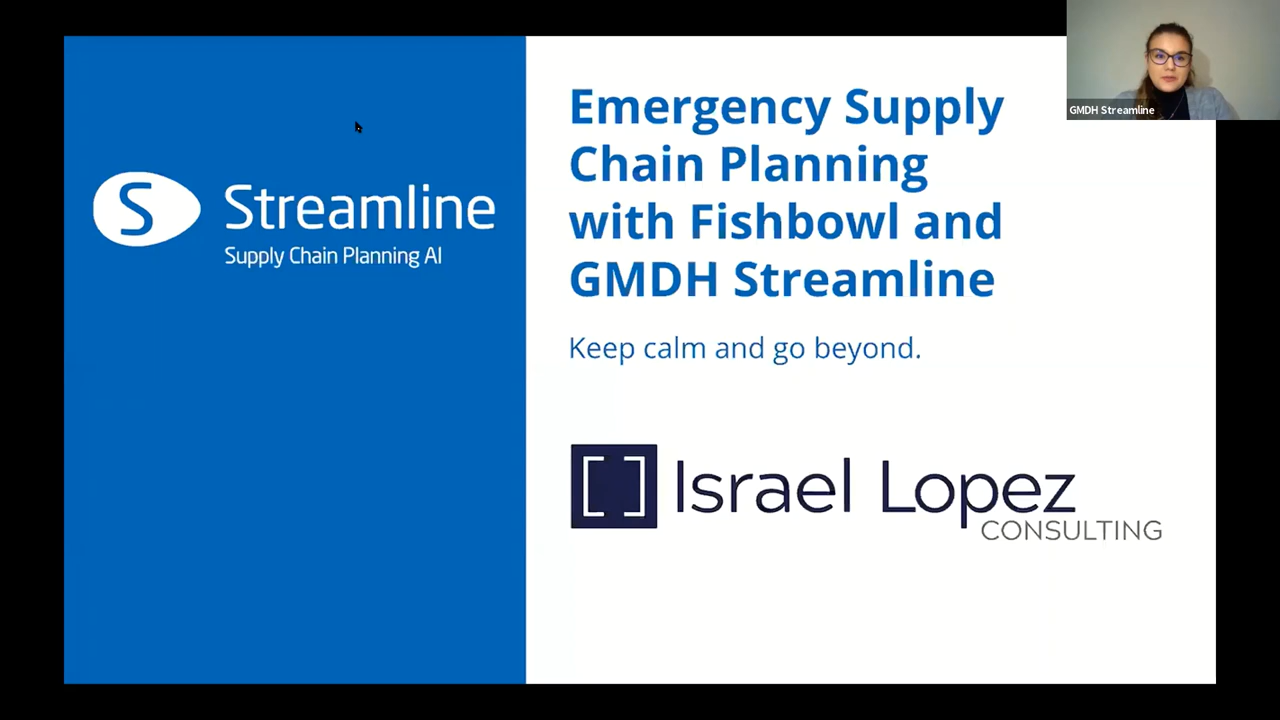 GMDH Streamline
Emergency Supply
Chain Planning
with Fishbowl and
GMDH Streamline
Keep calm and go beyond.
S Streamline
Supply Chain Planning AI
[ ] Israel Lopez
CONSULTING